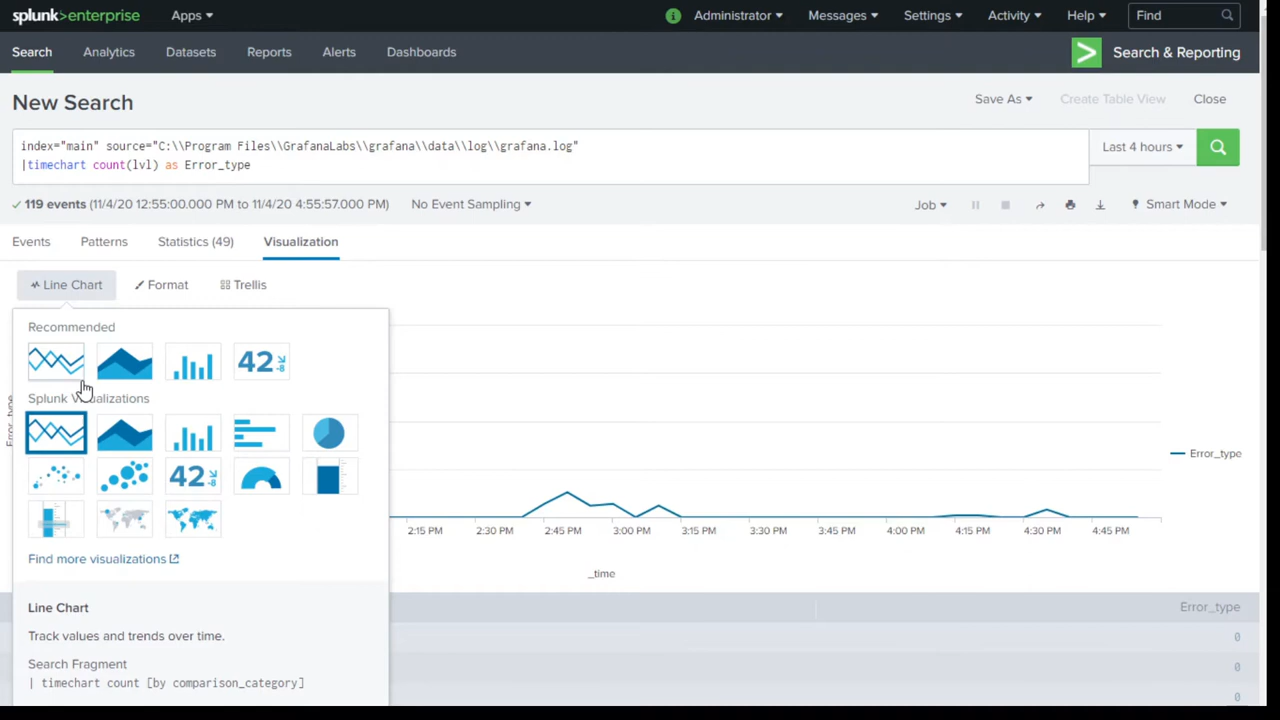 splunk>enterprise Apps Administrator Messages Settings Activity Help Find
Search Analytics Datasets Reports Alerts Dashboards Search & Reporting
New Search Save As Create Table View Close
index="main" source="C:\\Program Files\\GrafanaLabs\\grafana\\data\\log\\grafana.log"
|timechart count(lvl) as Error_type
Last 4 hours
119 events (11/4/20 12:55:00.000 PM to 11/4/20 4:55:57.000 PM) No Event Sampling Job Smart Mode
Events Patterns Statistics (49) Visualization
Line Chart Format Trellis
Recommended
42 -8
Splunk Visualizations
42 -8
Find more visualizations
Line Chart
Track values and trends over time.
Search Fragment
| timechart count [by comparison_category]
Error_type
Error_type
2:15 PM 2:30 PM 2:45 PM 3:00 PM 3:15 PM 3:30 PM 3:45 PM 4:00 PM 4:15 PM 4:30 PM 4:45 PM
_time
Error_type
0
0
0